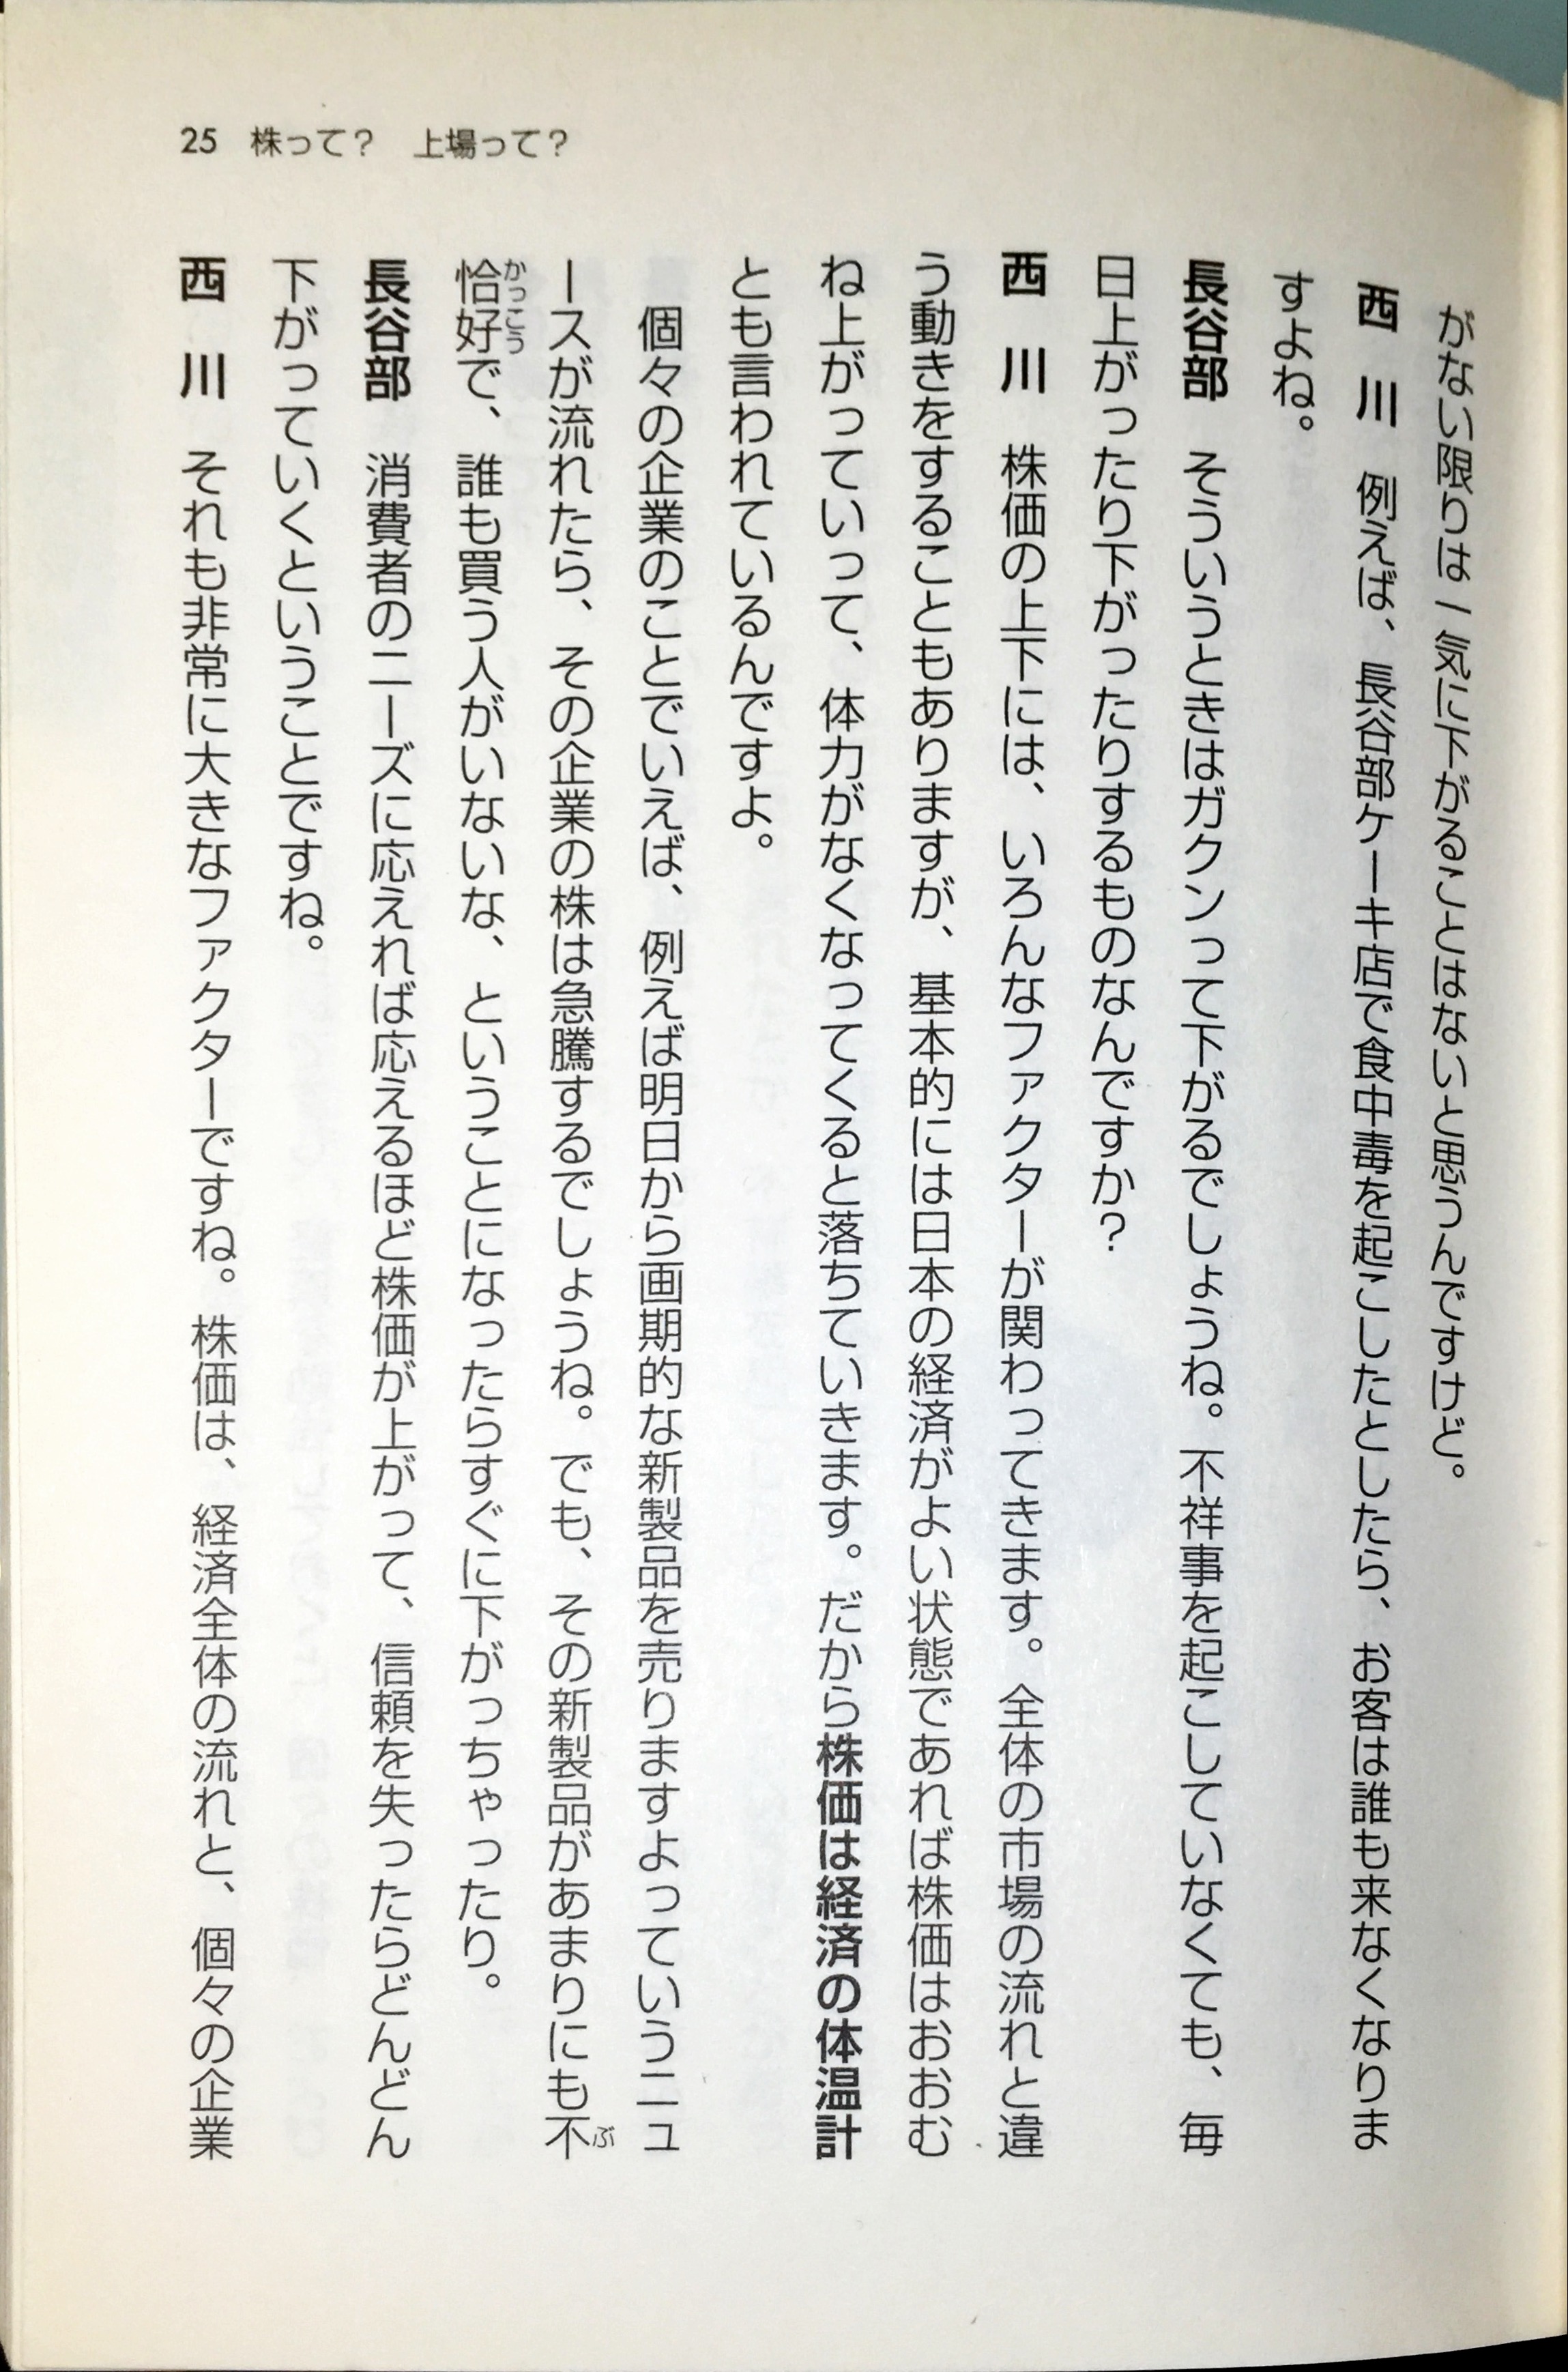 25　株って？　上場って？
がない限りは一気に下がることはないと思うんですけど。
西　川　例えば、長谷部ケーキ店で食中毒を起こしたとしたら、お客は誰も来なくなりま
すよね。
長谷部　そういうときはガクンって下がるでしょうね。不祥事を起こしていなくても、毎
日上がったり下がったりするものなんですか？
西　川　株価の上下には、いろんなファクターが関わってきます。全体の市場の流れと違
う動きをすることもありますが、基本的には日本の経済がよい状態であれば株価はおおむ
ね上がっていって、体力がなくなってくると落ちていきます。だから株価は経済の体温計
とも言われているんですよ。
　個々の企業のことでいえば、例えば明日から画期的な新製品を売りますよっていうニュ
ースが流れたら、その企業の株は急騰するでしょうね。でも、その新製品があまりにも不
ぶ
恰好で、誰も買う人がいないな、ということになったらすぐに下がっちゃったり。
かっこう
長谷部　消費者のニーズに応えれば応えるほど株価が上がって、信頼を失ったらどんどん
下がっていくということですね。
西　川　それも非常に大きなファクターですね。株価は、経済全体の流れと、個々の企業